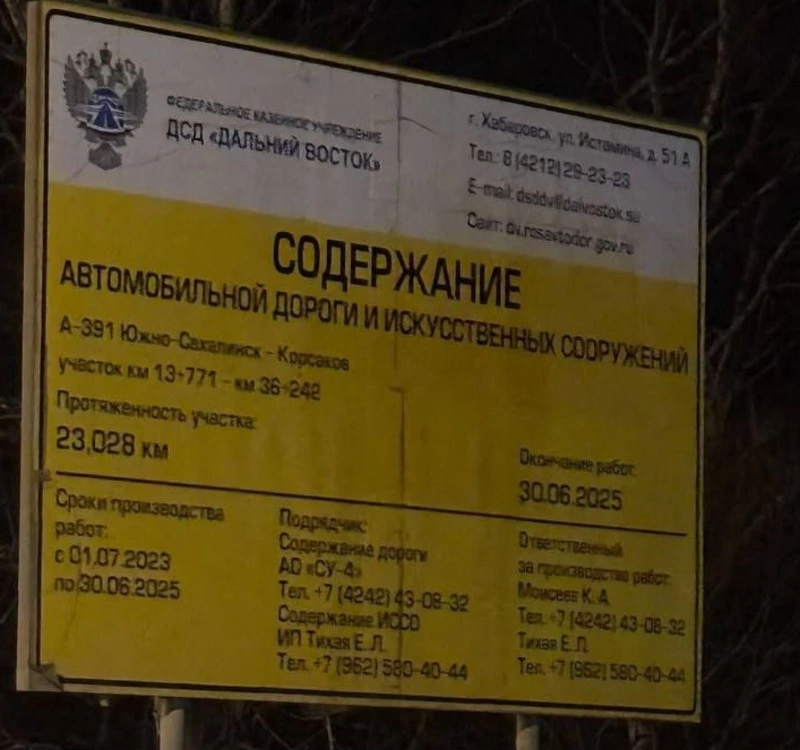 ФЕДЕРАЛЬНОЕ КАЗЕННОЕ УЧРЕЖДЕНИЕ
ДСД «ДАЛЬНИЙ ВОСТОК»
г. Хабаровск, ул. Истомина, д. 51 А
Тел.: 8 (4212) 29-23-23
E-mail: dsddv@dalvostok.su
Сайт: dv.rosavtodor.gov.ru
СОДЕРЖАНИЕ
АВТОМОБИЛЬНОЙ ДОРОГИ И ИСКУССТВЕННЫХ СООРУЖЕНИЙ
А-391 Южно-Сахалинск - Корсаков
участок км 13+771 - км 36+242
Протяженность участка:
23,028 км
Окончание работ:
30.06.2025
Сроки производства
работ:
с 01.07.2023
по 30.06.2025
Подрядчик:
Содержание дороги
АО «СУ-4»
Тел. +7 (4242) 43-08-32
Содержание ИССО
ИП Тихая Е.Л.
Тел. +7 (962) 580-40-44
Ответственный
за производство работ:
Моисеев К.А.
Тел. +7 (4242) 43-08-32
Тихая Е.Л.
Тел. +7 (962) 580-40-44